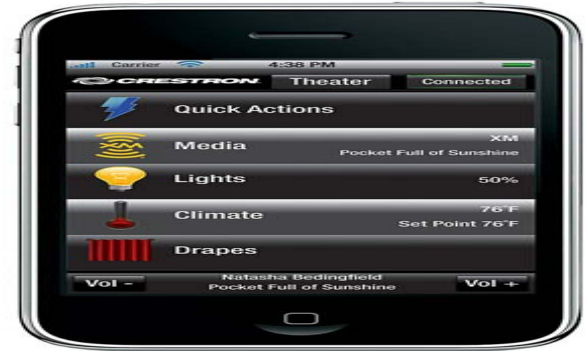 Carrier 4:38 PM
CRESTRON Theater Connected
Quick Actions
XM
Media XM
Pocket Full of Sunshine
Lights 50%
Climate 76°F
Set Point 76°F
Drapes
Vol - Natasha Bedingfield Vol +
Pocket Full of Sunshine